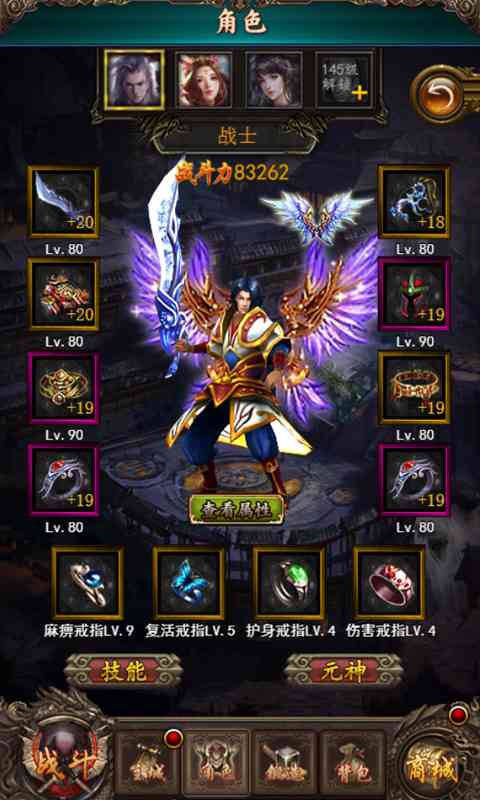 角色
145级
解锁
战士
战斗力83262
+20
+18
Lv.80
Lv.80
+20
+19
Lv.80
Lv.90
+19
+19
Lv.90
Lv.80
+19
+19
Lv.80
Lv.80
查看属性
麻痹戒指LV.9
复活戒指LV.5
护身戒指LV.4
伤害戒指LV.4
技能
元神
战斗
角色
锻造
背包
商城